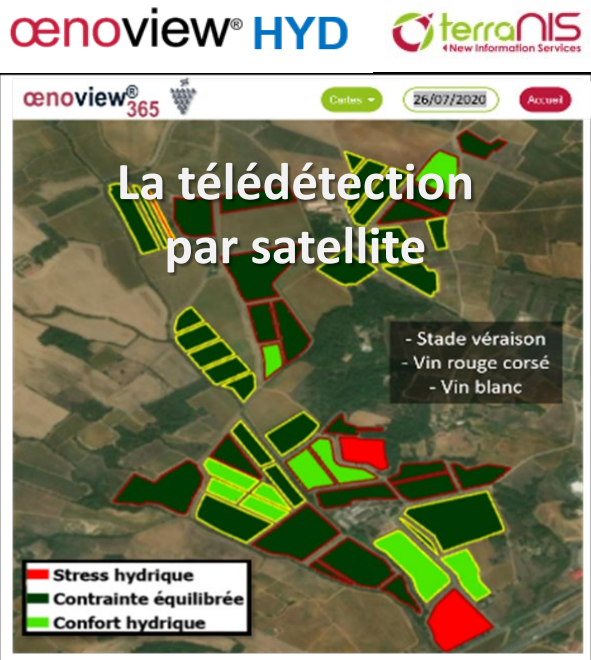 œnoview® HYD
terraNIS
New Information Services
œnoview®365
Cartes
26/07/2020
Accueil
La télédétection
par satellite
- Stade véraison
- Vin rouge corsé
- Vin blanc
Stress hydrique
Contrainte équilibrée
Confort hydrique